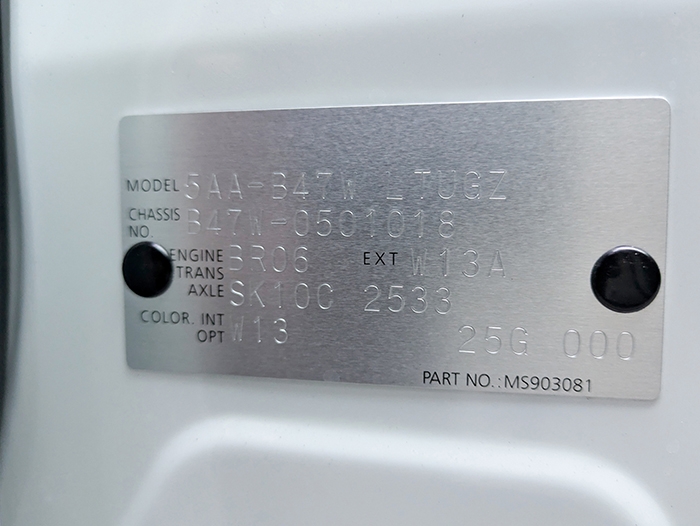 MODEL 5AA-B47W LTUGZ
CHASSIS NO. B47W-0501018
ENGINE BR06 EXT W13A
TRANS AXLE SK10C 2533
COLOR. INT OPT W13 25G 000
PART NO.:MS903081